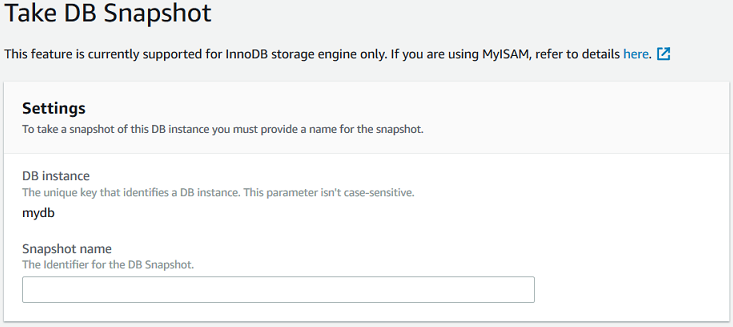 Take DB Snapshot
This feature is currently supported for InnoDB storage engine only. If you are using MyISAM, refer to details here.
Settings
To take a snapshot of this DB instance you must provide a name for the snapshot.
DB instance
The unique key that identifies a DB instance. This parameter isn't case-sensitive.
mydb
Snapshot name
The Identifier for the DB Snapshot.